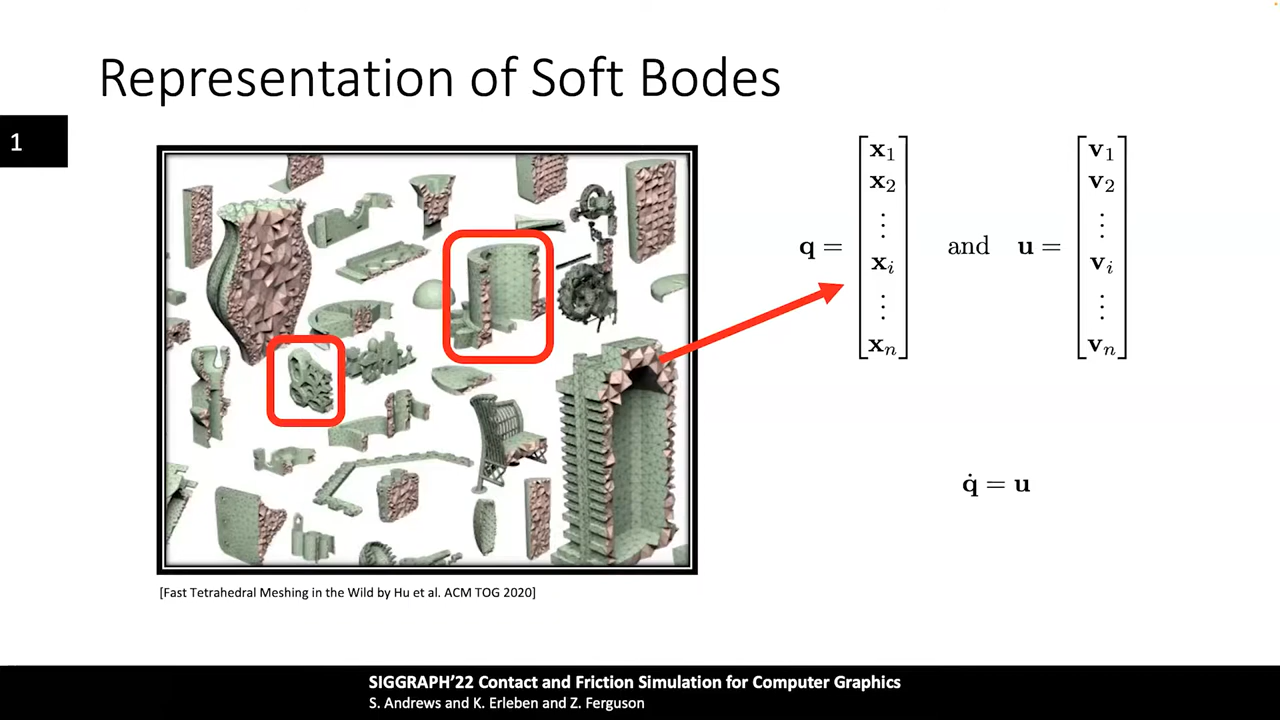 Representation of Soft Bodes
1
q = [x1 x2 ⋮ xi ⋮ xn] and u = [v1 v2 ⋮ vi ⋮ vn]
q̇ = u
[Fast Tetrahedral Meshing in the Wild by Hu et al. ACM TOG 2020]
SIGGRAPH’22 Contact and Friction Simulation for Computer Graphics
S. Andrews and K. Erleben and Z. Ferguson